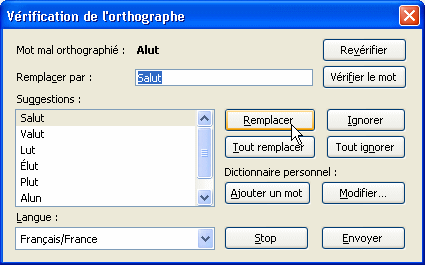 Vérification de l'orthographe
Mot mal orthographié : Alut
Revérifier
Remplacer par : Salut
Vérifier le mot
Suggestions :
Salut
Valut
Lut
Élut
Plut
Alun
Remplacer
Ignorer
Tout remplacer
Tout ignorer
Dictionnaire personnel :
Ajouter un mot
Modifier...
Langue :
Français/France
Stop
Envoyer